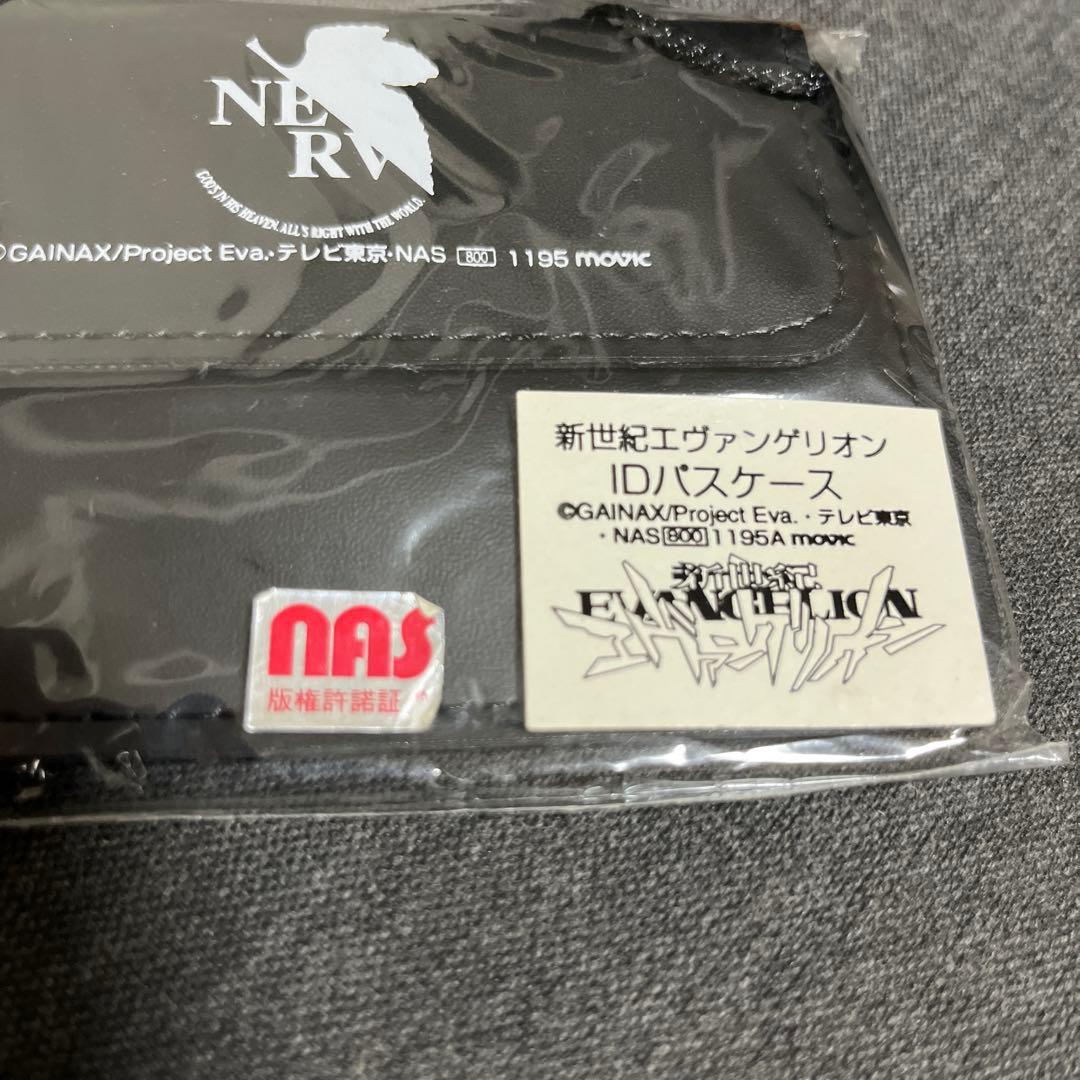 NE
RV
GOD'S IN HIS HEAVEN. ALL'S RIGHT WITH THE WORLD.
©GAINAX/Project Eva.・テレビ東京・NAS 800 1195 movic
新世紀エヴァンゲリオン
IDパスケース
©GAINAX/Project Eva.・テレビ東京
・NAS 800 1195A movic
新世紀
EVANGELION
エヴァンゲリオン
nas
版権許諾証